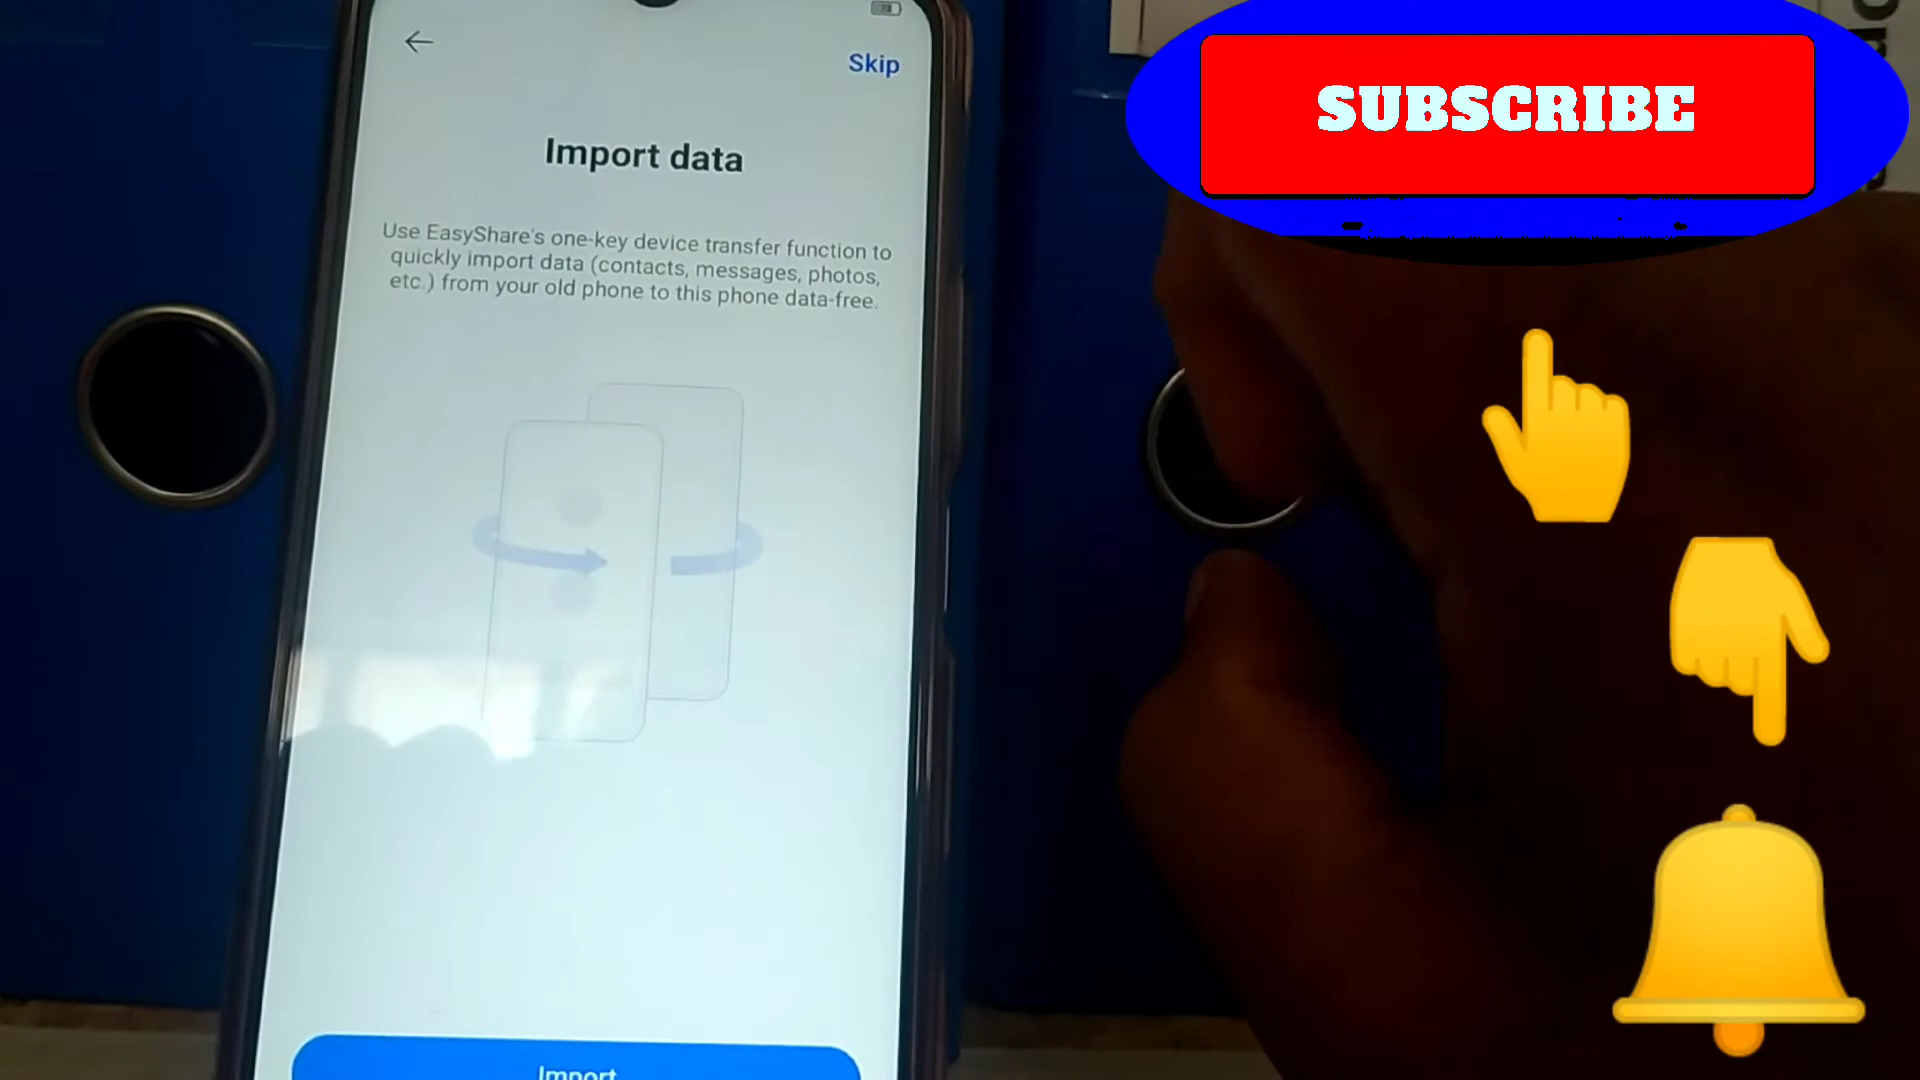 Skip
Import data
Use EasyShare's one-key device transfer function to
quickly import data (contacts, messages, photos,
etc.) from your old phone to this phone data-free.
Import
SUBSCRIBE